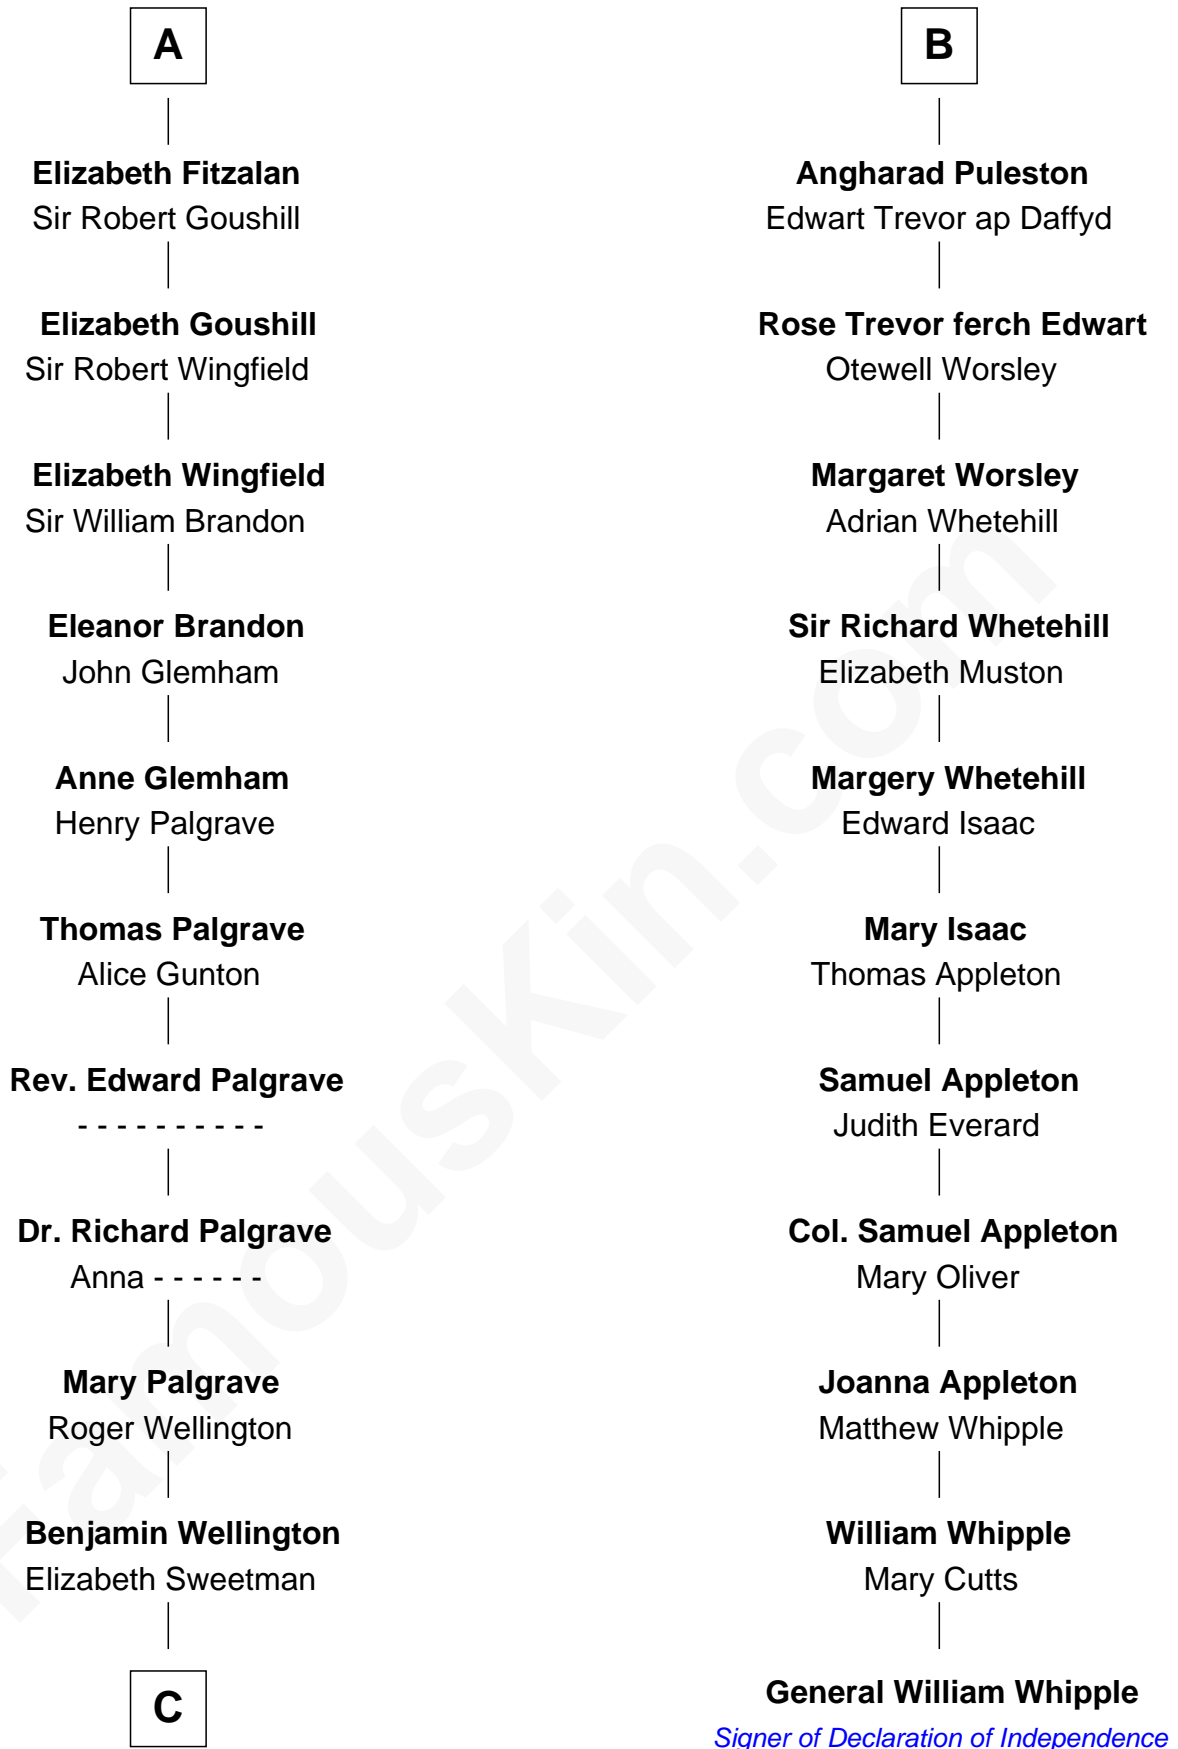 A
Elizabeth Fitzalan
Sir Robert Goushill
Elizabeth Goushill
Sir Robert Wingfield
Elizabeth Wingfield
Sir William Brandon
Eleanor Brandon
John Glemham
Anne Glemham
Henry Palgrave
Thomas Palgrave
Alice Gunton
Rev. Edward Palgrave
- - - - - - - - - -
Dr. Richard Palgrave
Anna - - - - - -
Mary Palgrave
Roger Wellington
Benjamin Wellington
Elizabeth Sweetman
C
B
Angharad Puleston
Edwart Trevor ap Daffyd
Rose Trevor ferch Edwart
Otewell Worsley
Margaret Worsley
Adrian Whetehill
Sir Richard Whetehill
Elizabeth Muston
Margery Whetehill
Edward Isaac
Mary Isaac
Thomas Appleton
Samuel Appleton
Judith Everard
Col. Samuel Appleton
Mary Oliver
Joanna Appleton
Matthew Whipple
William Whipple
Mary Cutts
General William Whipple
Signer of Declaration of Independence
FamousKin.com